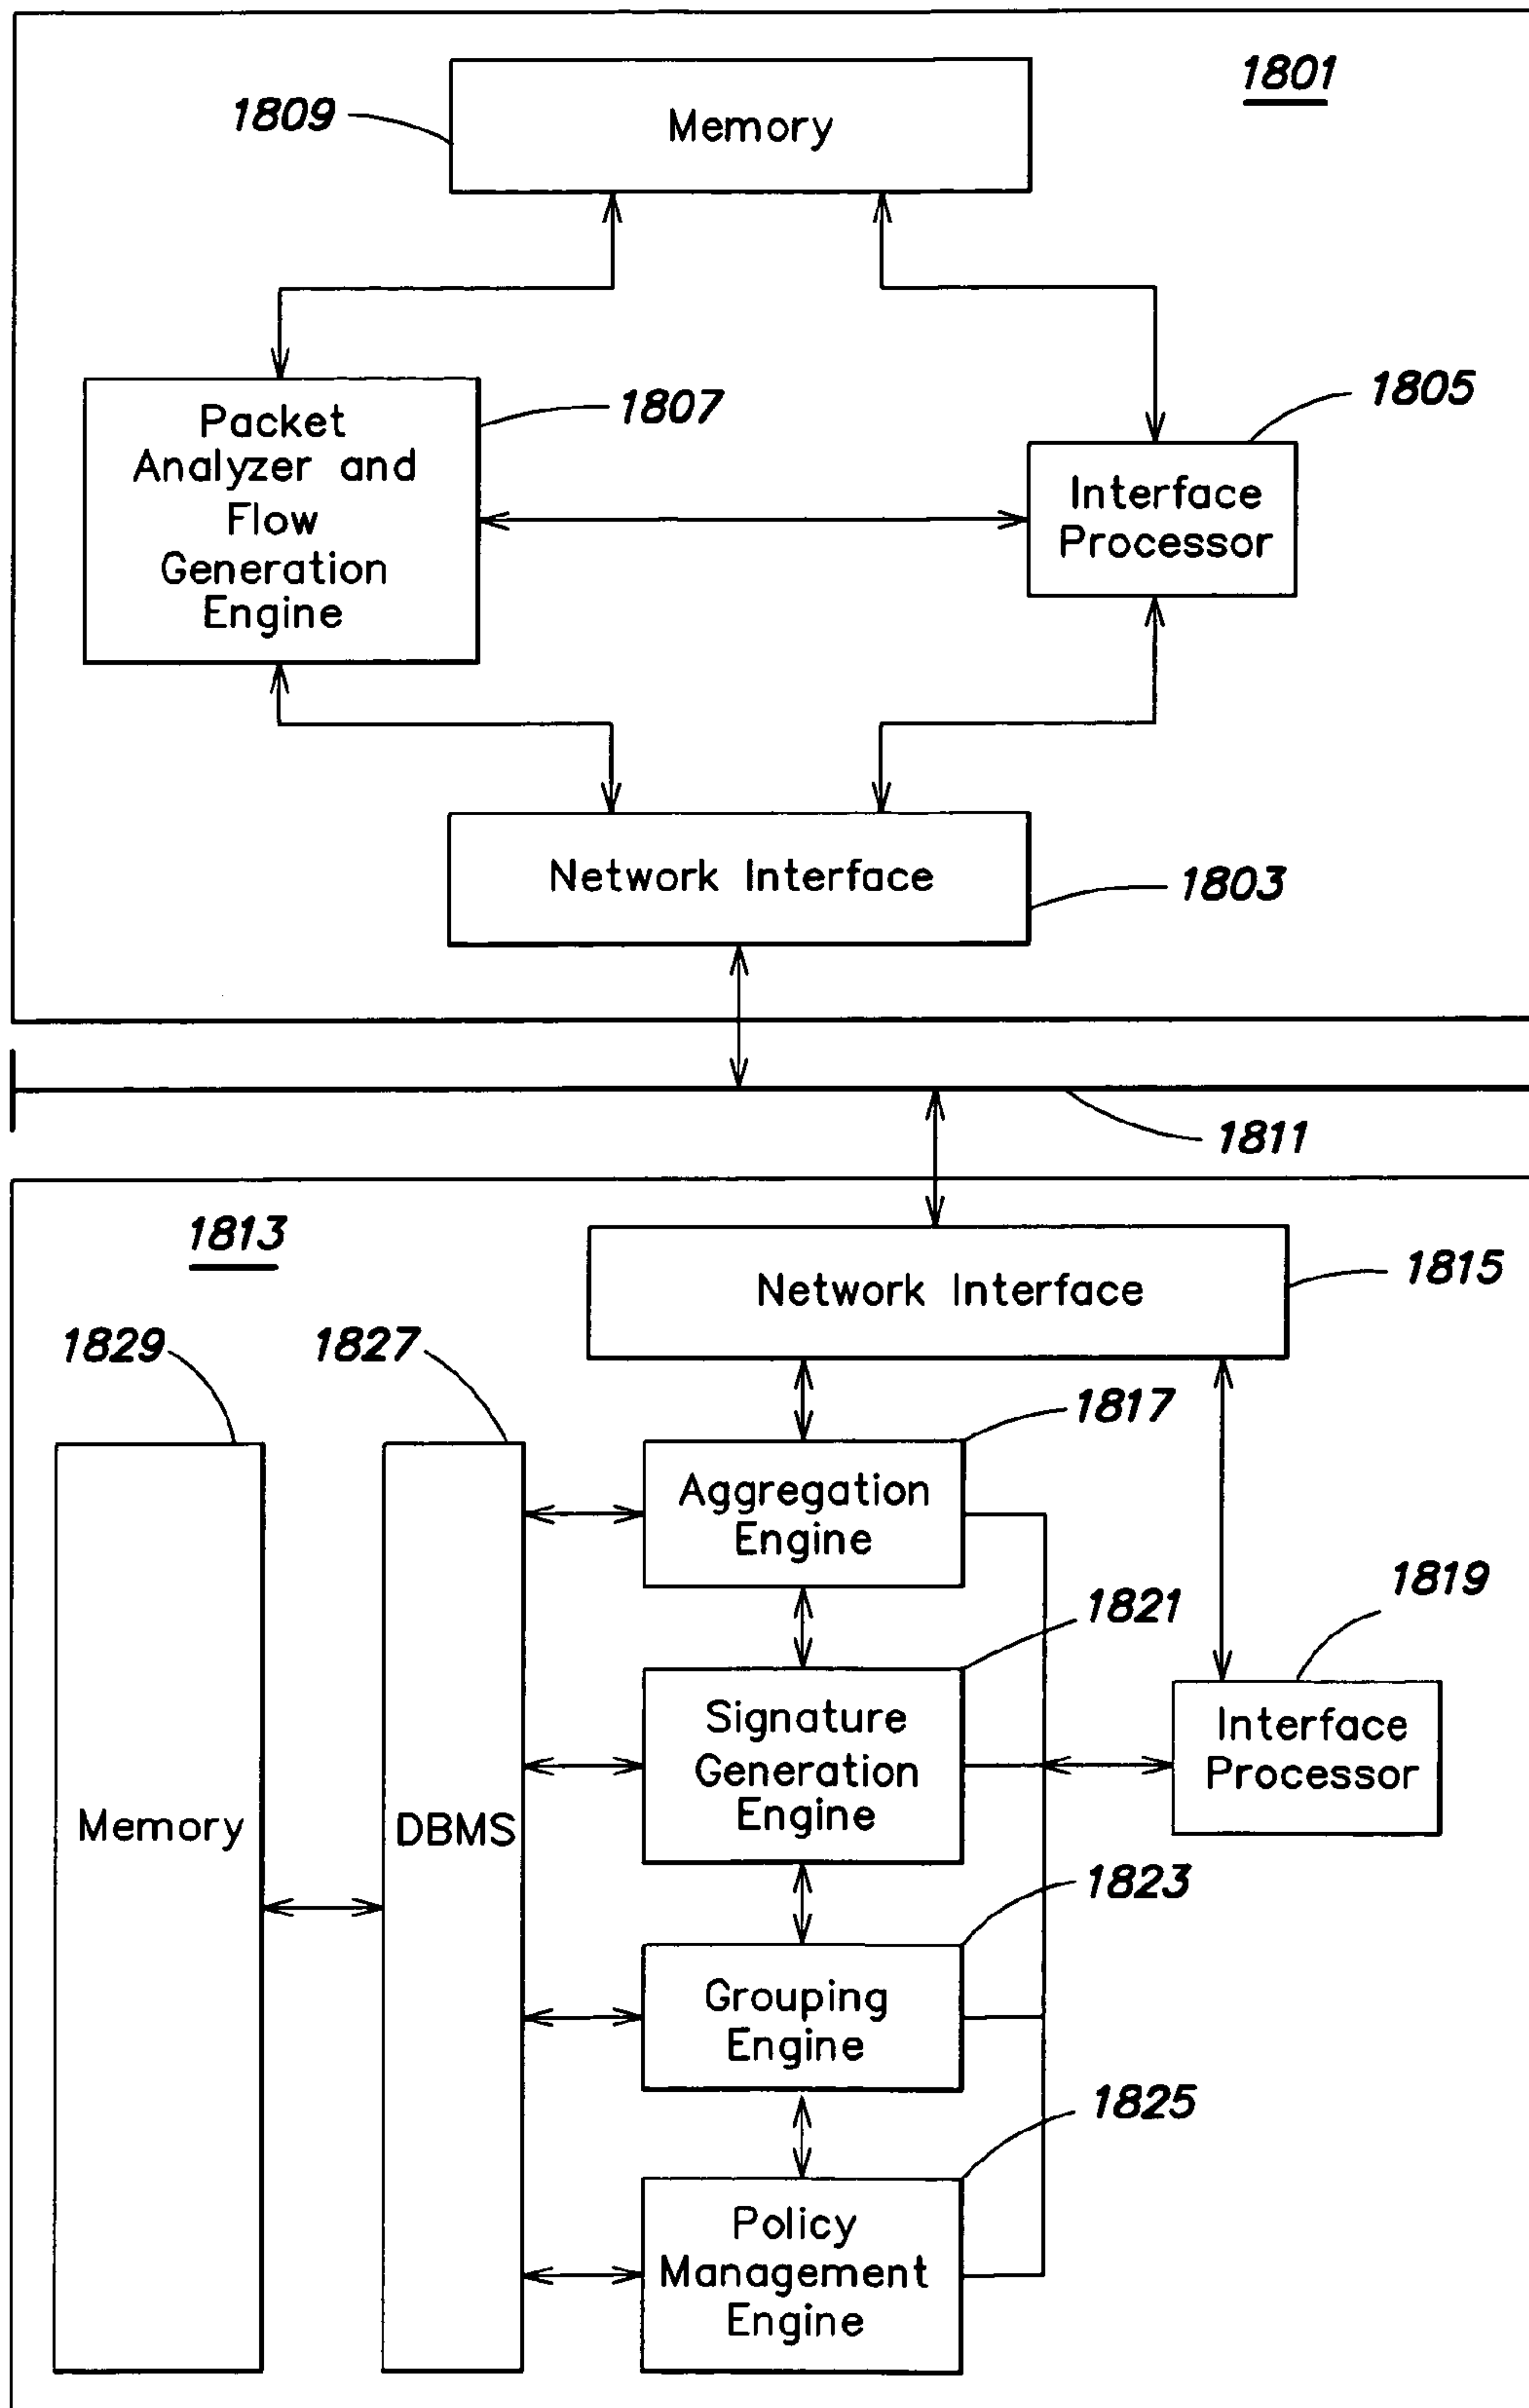 1801
1809
Memory
1805
1807
Packet
Analyzer and
Flow
Generation
Engine
Interface
Processor
Network Interface
1803
1811
1813
Network Interface
1815
1829
1827
1817
Aggregation
Engine
1819
1821
Signature
Generation
Engine
Interface
Processor
Memory
DBMS
1823
Grouping
Engine
1825
Policy
Management
Engine